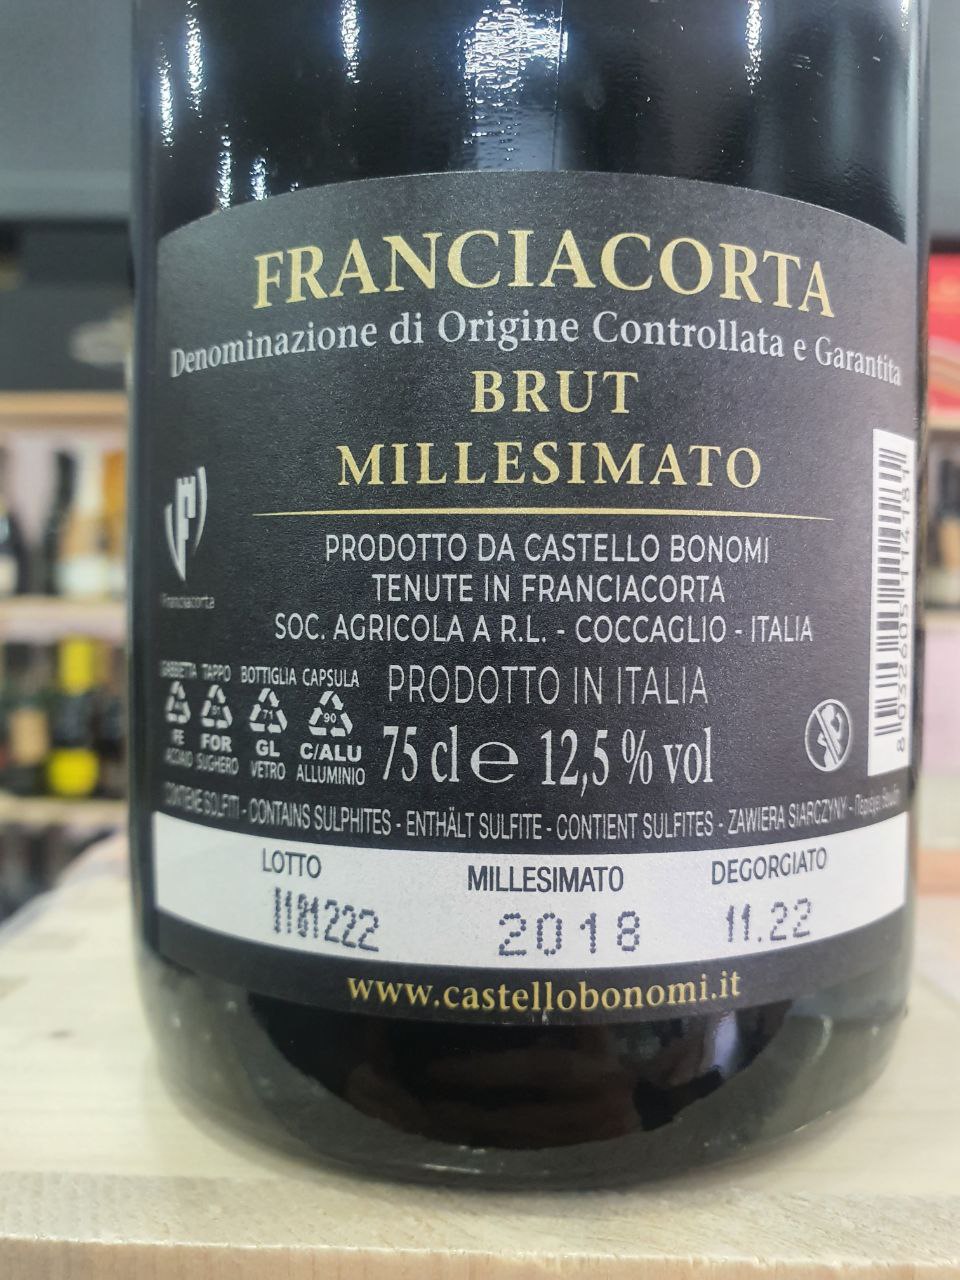 FRANCIACORTA
Denominazione di Origine Controllata e Garantita
BRUT
MILLESIMATO
Franciacorta
PRODOTTO DA CASTELLO BONOMI
TENUTE IN FRANCIACORTA
SOC. AGRICOLA A R.L. - COCCAGLIO - ITALIA
PRODOTTO IN ITALIA
GABBIETTA TAPPO BOTTIGLIA CAPSULA
71 90
FE FOR GL C/ALU
ACCIAIO SUGHERO VETRO ALLUMINIO
75 cl e 12,5 % vol
CONTIENE SOLFITI - CONTAINS SULPHITES - ENTHÄLT SULFITE - CONTIENT SULFITES - ZAWIERA SIARCZYNY -
LOTTO MILLESIMATO DEGORGIATO
2018 11.22
www.castellobonomi.it